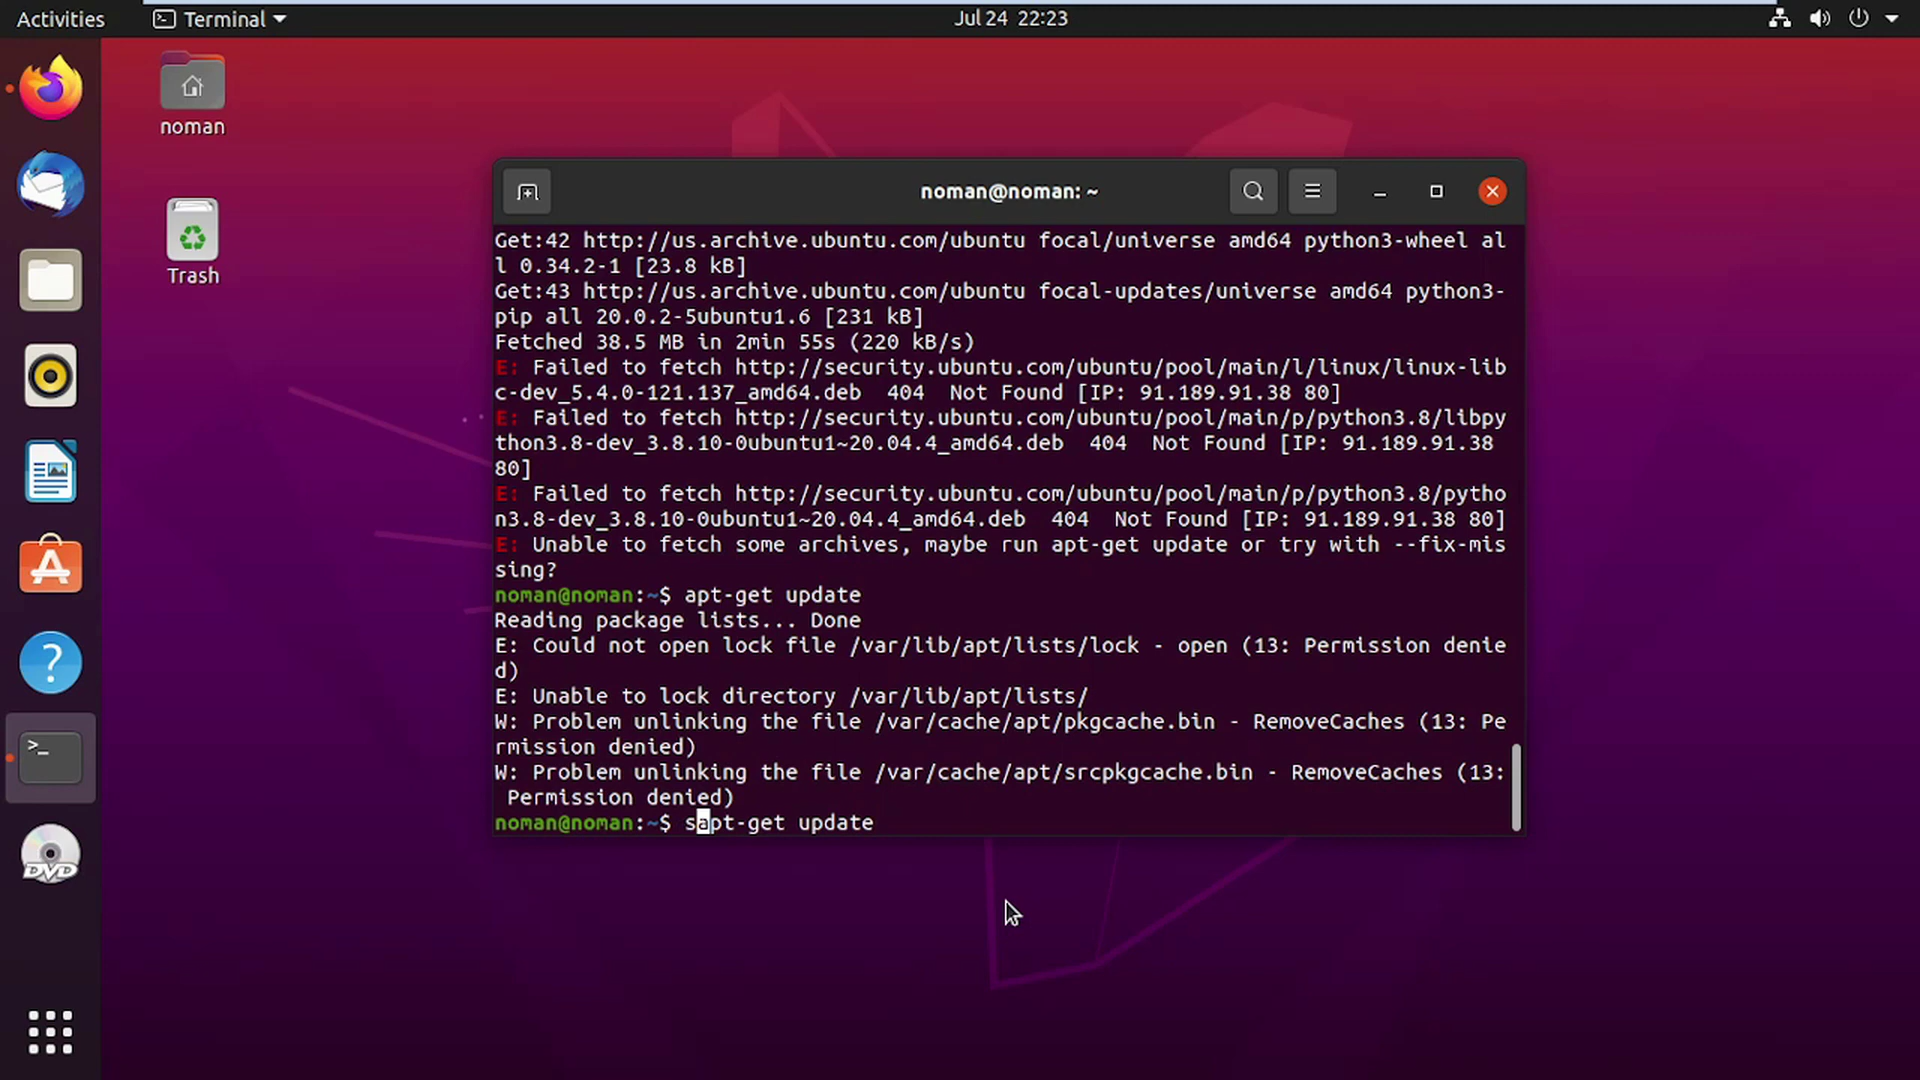 Activities
Terminal
Jul 24 22:23
noman
Trash
noman@noman: ~
Get:42 http://us.archive.ubuntu.com/ubuntu focal/universe amd64 python3-wheel al
l 0.34.2-1 [23.8 kB]
Get:43 http://us.archive.ubuntu.com/ubuntu focal-updates/universe amd64 python3-
pip all 20.0.2-5ubuntu1.6 [231 kB]
Fetched 38.5 MB in 2min 55s (220 kB/s)
E: Failed to fetch http://security.ubuntu.com/ubuntu/pool/main/l/linux/linux-lib
c-dev_5.4.0-121.137_amd64.deb  404  Not Found [IP: 91.189.91.38 80]
E: Failed to fetch http://security.ubuntu.com/ubuntu/pool/main/p/python3.8/libpy
thon3.8-dev_3.8.10-0ubuntu1~20.04.4_amd64.deb  404  Not Found [IP: 91.189.91.38
80]
E: Failed to fetch http://security.ubuntu.com/ubuntu/pool/main/p/python3.8/pytho
n3.8-dev_3.8.10-0ubuntu1~20.04.4_amd64.deb  404  Not Found [IP: 91.189.91.38 80]
E: Unable to fetch some archives, maybe run apt-get update or try with --fix-mis
sing?
noman@noman:~$ apt-get update
Reading package lists... Done
E: Could not open lock file /var/lib/apt/lists/lock - open (13: Permission denie
d)
E: Unable to lock directory /var/lib/apt/lists/
W: Problem unlinking the file /var/cache/apt/pkgcache.bin - RemoveCaches (13: Pe
rmission denied)
W: Problem unlinking the file /var/cache/apt/srcpkgcache.bin - RemoveCaches (13:
 Permission denied)
noman@noman:~$ sapt-get update
DVD